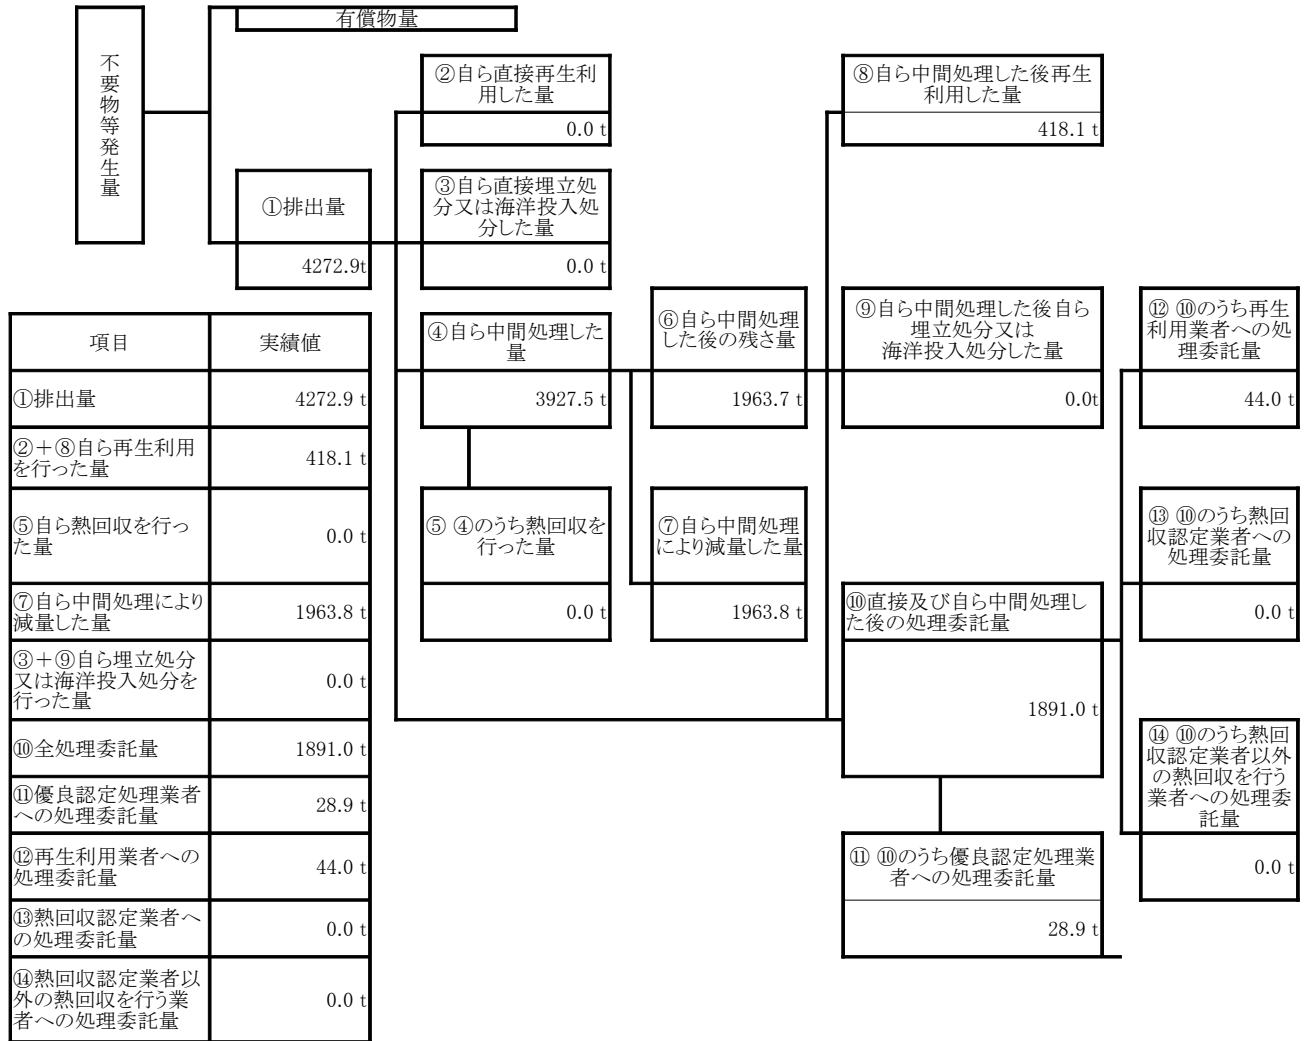 有償物量
不要物等発生量
②自ら直接再生利
用した量
0.0 t
⑧自ら中間処理した後再生
利用した量
418.1 t
①排出量
4272.9t
③自ら直接埋立処
分又は海洋投入処
分した量
0.0 t
④自ら中間処理した
量
3927.5 t
⑥自ら中間処理
した後の残さ量
1963.7 t
⑨自ら中間処理した後自ら
埋立処分又は
海洋投入処分した量
0.0t
⑫ ⑩のうち再生
利用業者への処
理委託量
44.0 t
⑤ ④のうち熱回収を
行った量
0.0 t
⑦自ら中間処理
により減量した量
1963.8 t
⑩直接及び自ら中間処理し
た後の処理委託量
1891.0 t
⑬ ⑩のうち熱回
収認定業者への
処理委託量
0.0 t
⑭ ⑩のうち熱回
収認定業者以外
の熱回収を行う
業者への処理委
託量
0.0 t
⑪ ⑩のうち優良認定処理業
者への処理委託量
28.9 t
項目 実績値
①排出量 4272.9 t
②＋⑧自ら再生利用
を行った量
418.1 t
⑤自ら熱回収を行っ
た量
0.0 t
⑦自ら中間処理により
減量した量
1963.8 t
③＋⑨自ら埋立処分
又は海洋投入処分を
行った量
0.0 t
⑩全処理委託量 1891.0 t
⑪優良認定処理業者
への処理委託量
28.9 t
⑫再生利用業者への
処理委託量
44.0 t
⑬熱回収認定業者へ
の処理委託量
0.0 t
⑭熱回収認定業者以
外の熱回収を行う業
者への処理委託量
0.0 t